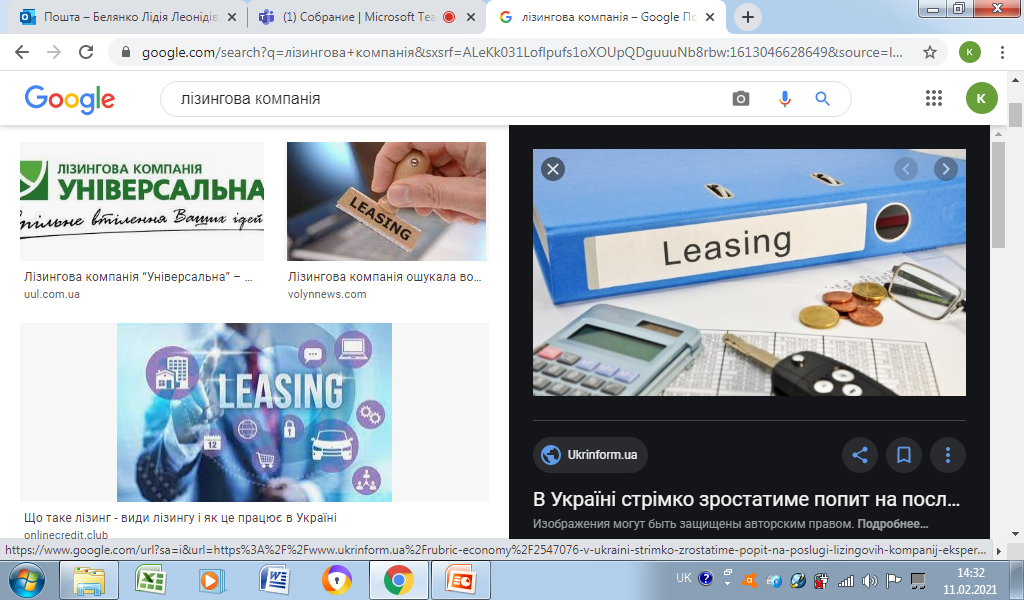 Пошта – Белянко Лідія Леонідів
(1) Собрание | Microsoft Tea
лізингова компанія – Google По
google.com/search?q=лізингова+компанія&sxsrf=ALeKk031Loflpufs1oXOUpQDguuuNb8rbw:1613046628649&source=l...
K
Google
лізингова компанія
K
ЛІЗИНГОВА КОМПАНІЯ
УНІВЕРСАЛЬНА
пільне втілення Ваших ідей
Лізингова компанія “Універсальна” – ...
uul.com.ua
LEASING
Лізингова компанія ошукала во...
volynnews.com
LEASING
12
Що таке лізинг - види лізингу і як це працює в Україні
onlinecredit.club
Leasing
Ukrinform.ua
В Україні стрімко зростатиме попит на посл...
Изображения могут быть защищены авторским правом. Подробнее...
https://www.google.com/url?sa=i&url=https%3A%2F%2Fwww.ukrinform.ua%2Frubric-economy%2F2547076-v-ukraini-strimko-zrostatime-popit-na-poslugi-lizingovih-kompanij-eksper...
UK
14:32
11.02.2021